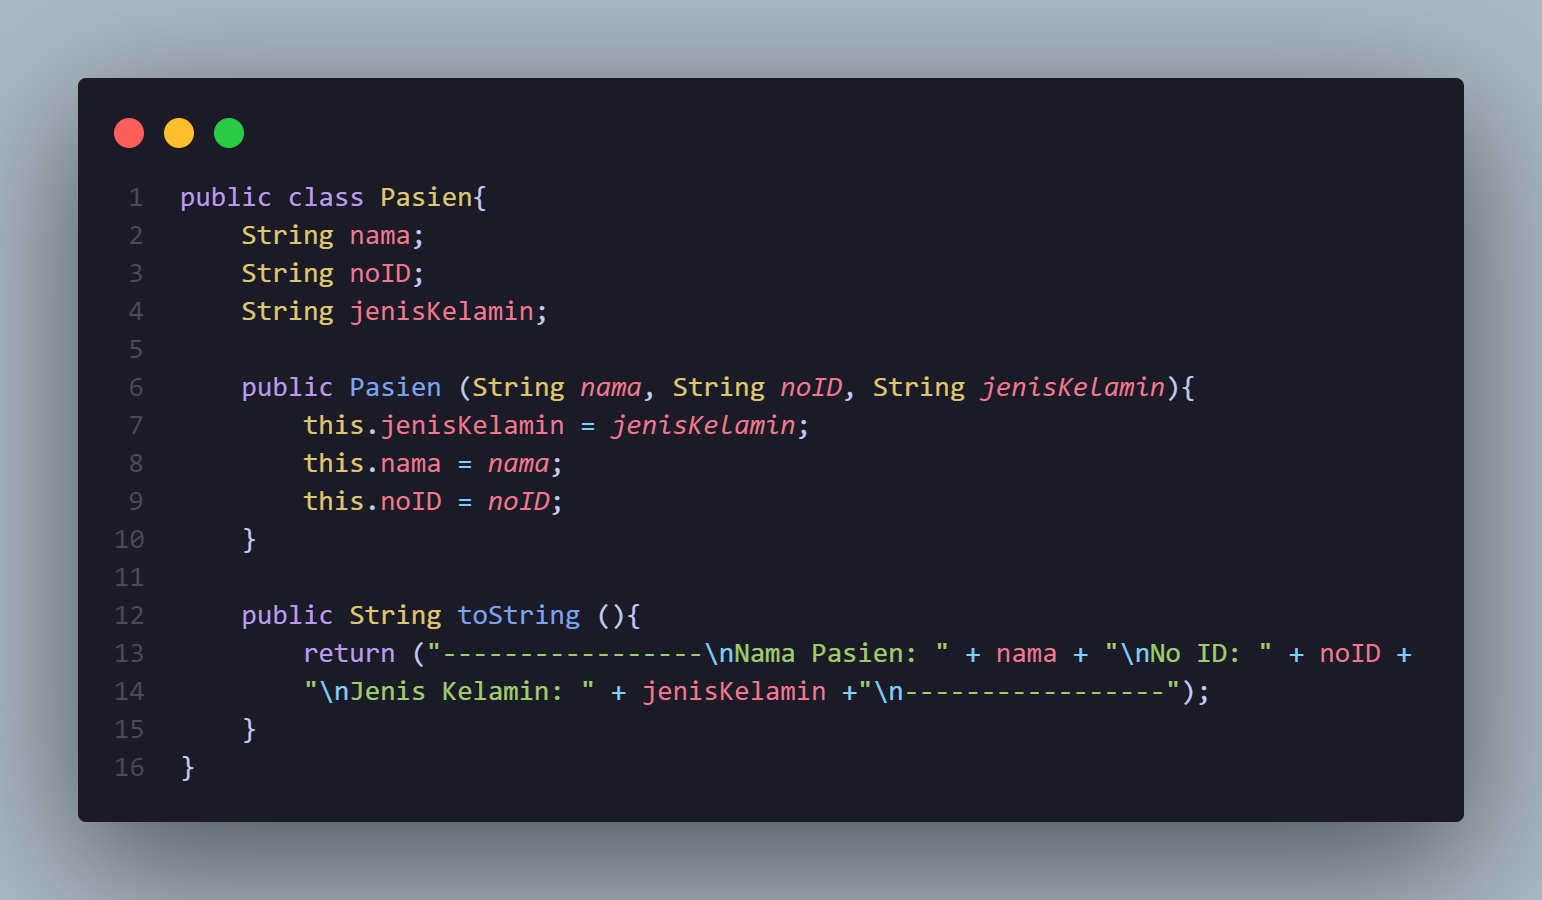 1 public class Pasien{
2     String nama;
3     String noID;
4     String jenisKelamin;
5
6     public Pasien (String nama, String noID, String jenisKelamin){
7         this.jenisKelamin = jenisKelamin;
8         this.nama = nama;
9         this.noID = noID;
10     }
11
12     public String toString (){
13         return ("-----------------\nNama Pasien: " + nama + "\nNo ID: " + noID +
14         "\nJenis Kelamin: " + jenisKelamin +"\n-----------------");
15     }
16 }